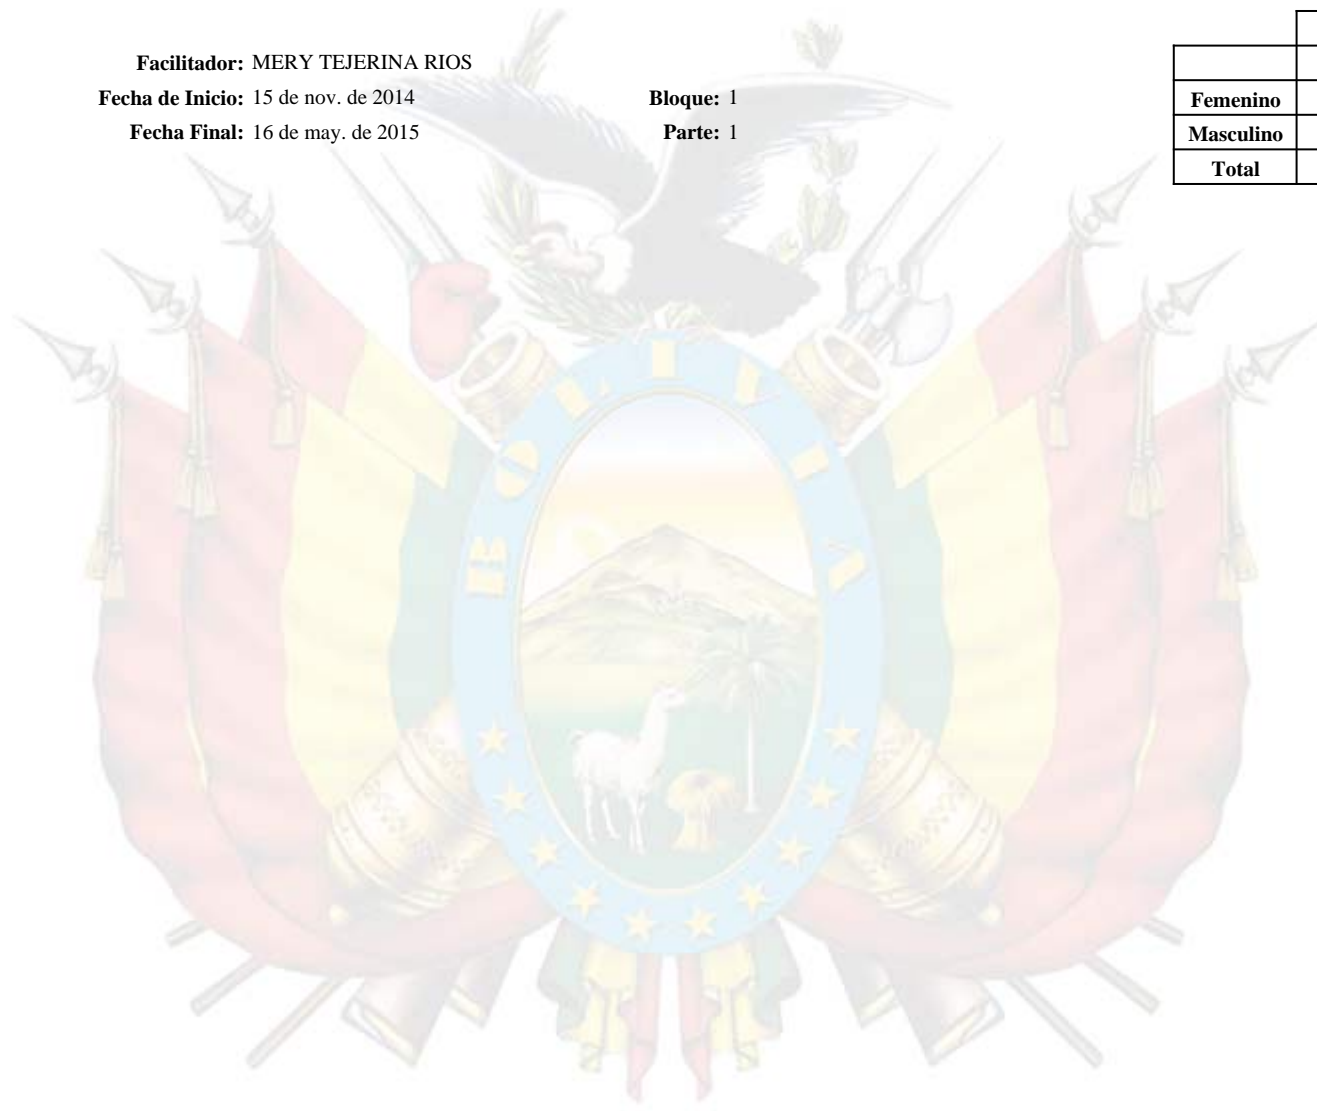 Facilitador: MERY TEJERINA RIOS
Fecha de Inicio: 15 de nov. de 2014 Bloque: 1
Fecha Final: 16 de may. de 2015 Parte: 1
Femenino
Masculino
Total
BOLIVIA